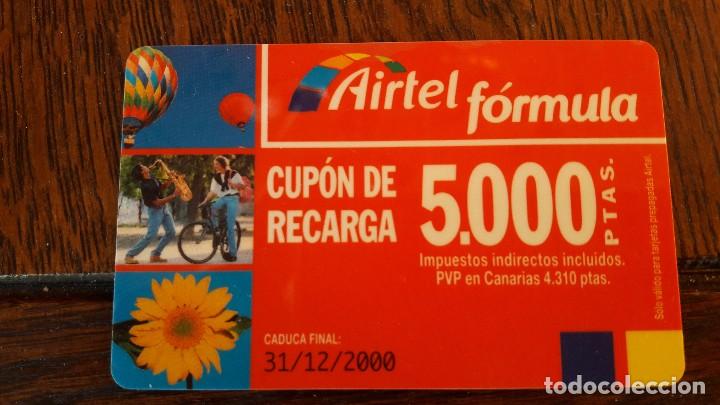 Airtel fórmula
CUPÓN DE
RECARGA
5.000 PTAS.
Impuestos indirectos incluidos.
PVP en Canarias 4.310 ptas.
Solo válido para tarjetas prepagadas Airtel.
CADUCA FINAL:
31/12/2000
todocoleccion.net